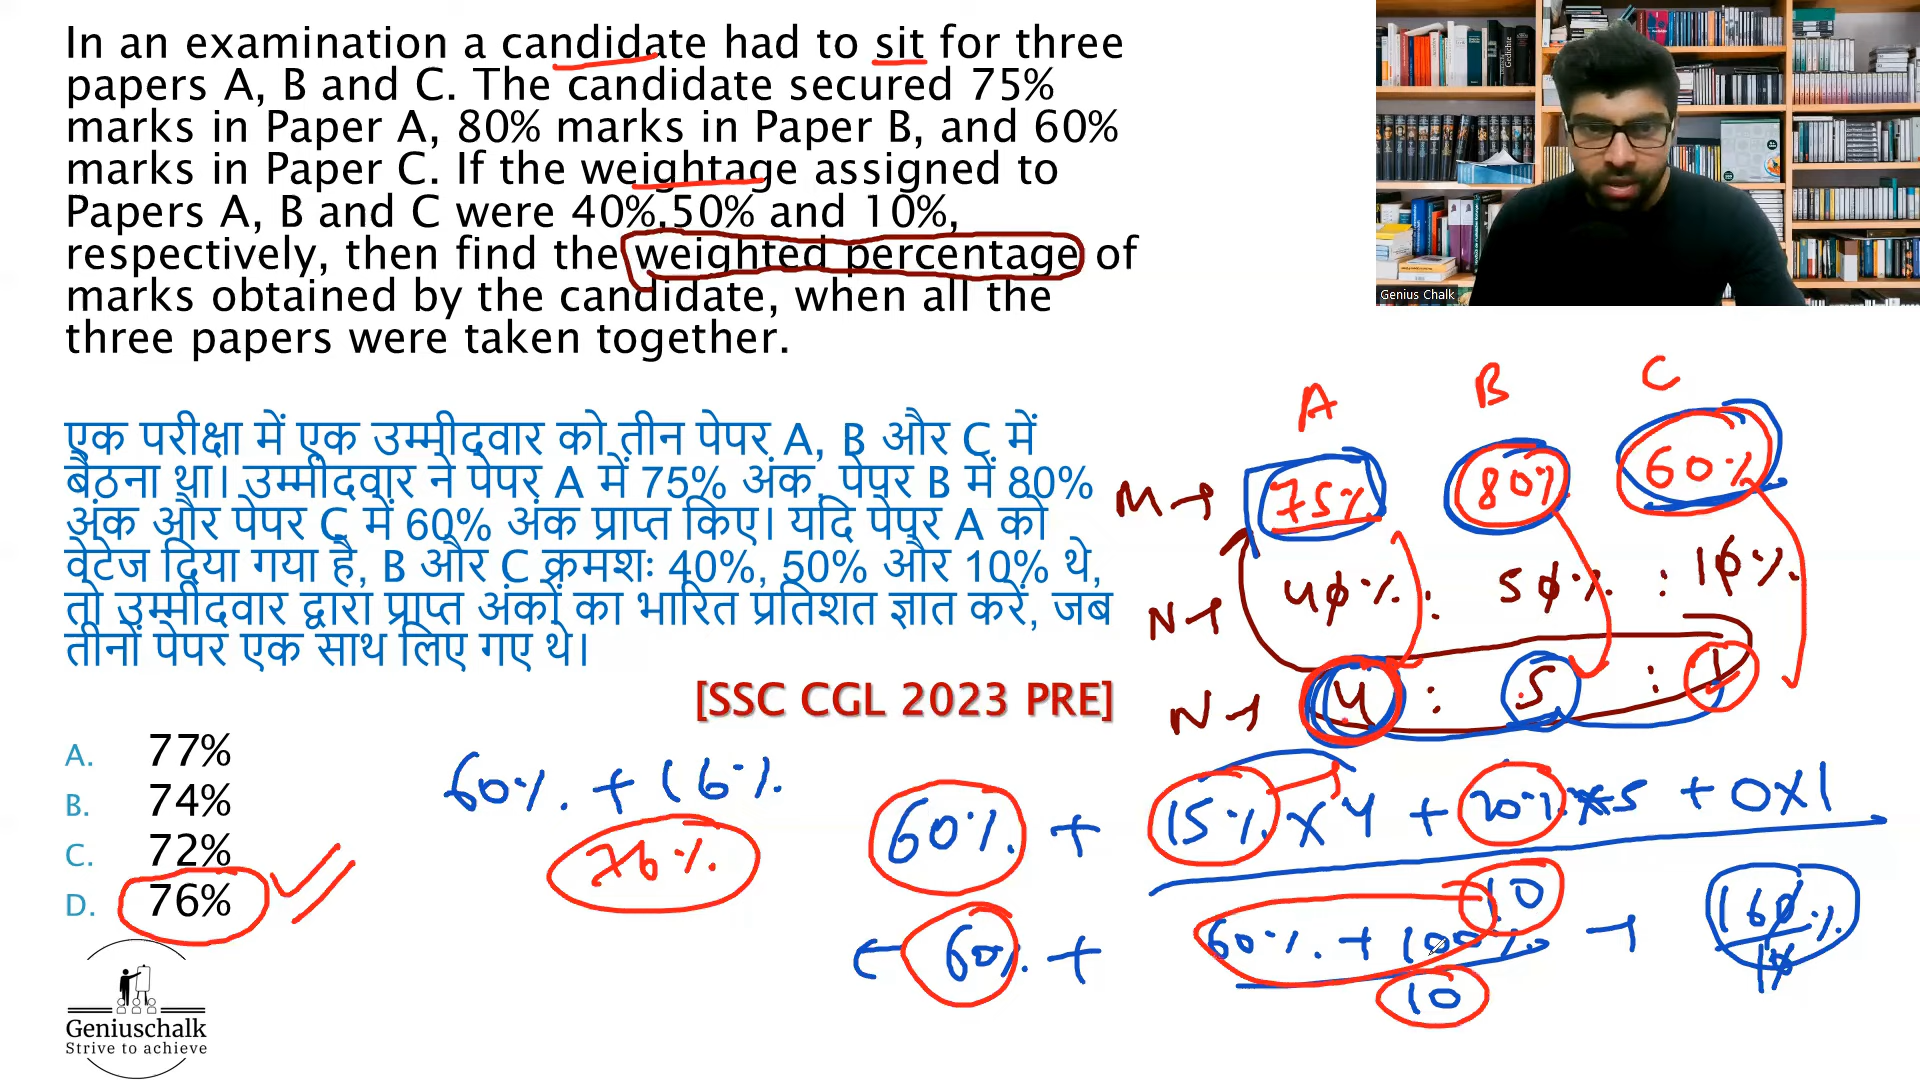 In an examination a candidate had to sit for three
papers A, B and C. The candidate secured 75%
marks in Paper A, 80% marks in Paper B, and 60%
marks in Paper C. If the weightage assigned to
Papers A, B and C were 40%,50% and 10%,
respectively, then find the weighted percentage of
marks obtained by the candidate, when all the
three papers were taken together.
एक परीक्षा में एक उम्मीदवार को तीन पेपर A, B और C में
बैठना था। उम्मीदवार ने पेपर A में 75% अंक, पेपर B में 80%
अंक और पेपर C में 60% अंक प्राप्त किए। यदि पेपर A को
वेटेज दिया गया है, B और C क्रमशः 40%, 50% और 10% थे,
तो उम्मीदवार द्वारा प्राप्त अंकों का भारित प्रतिशत ज्ञात करें, जब
तीनों पेपर एक साथ लिए गए थे।
[SSC CGL 2023 PRE]
A. 77%
B. 74%
C. 72%
D. 76%
Geniuschalk
Strive to achieve
Genius Chalk
Gedichte
A B C
M→ 75% 80% 60%
N→ 40% : 50% : 10%
N→ 4 : 5 : 1
60% + 15% × 4 + 20% × 5 + 0×1
10
60% + 60% + 100% → 160%
10 10
60% + 16%
76%